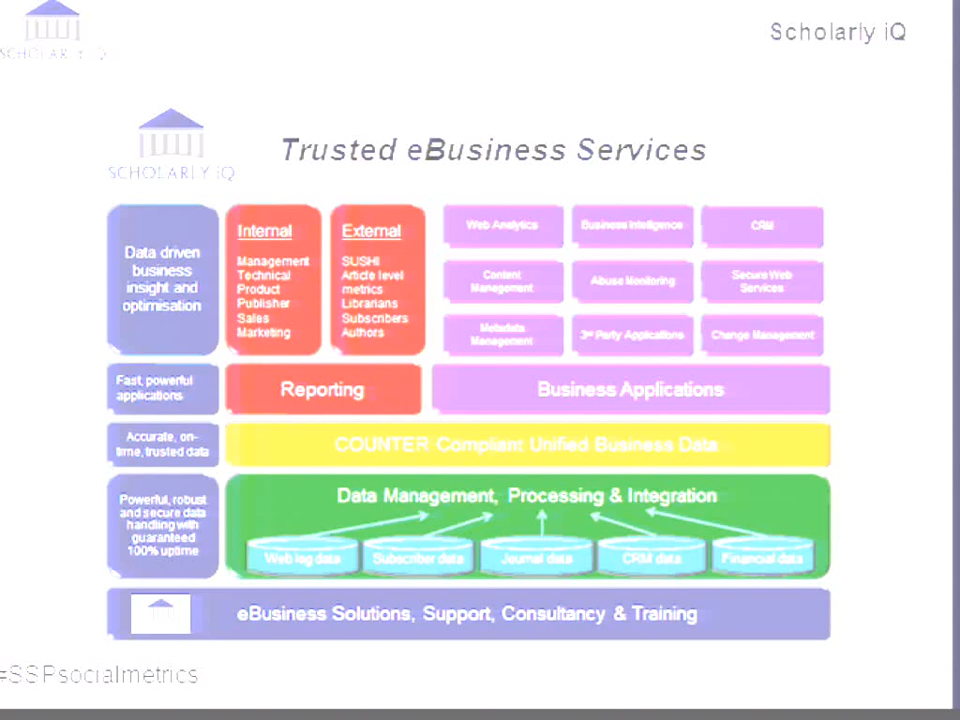 SCHOLARLY iQ
Scholarly iQ
SCHOLARLY iQ
Trusted eBusiness Services
Data driven
business
insight and
optimisation
Internal
Management
Technical
Product
Publisher
Sales
Marketing
External
SUSHI
Article level
metrics
Librarians
Subscribers
Authors
Web Analytics
Business Intelligence
CRM
Content
Management
Abuse Monitoring
Secure Web
Services
Metadata
Management
3rd Party Applications
Change Management
Fast, powerful
applications
Reporting
Business Applications
Accurate, on-
time, trusted data
COUNTER Compliant Unified Business Data
Powerful, robust
and secure data
handling with
guaranteed
100% uptime
Data Management, Processing & Integration
Web log data
Subscriber data
Journal data
CRM data
Financial data
eBusiness Solutions, Support, Consultancy & Training
#SSPsocialmetrics